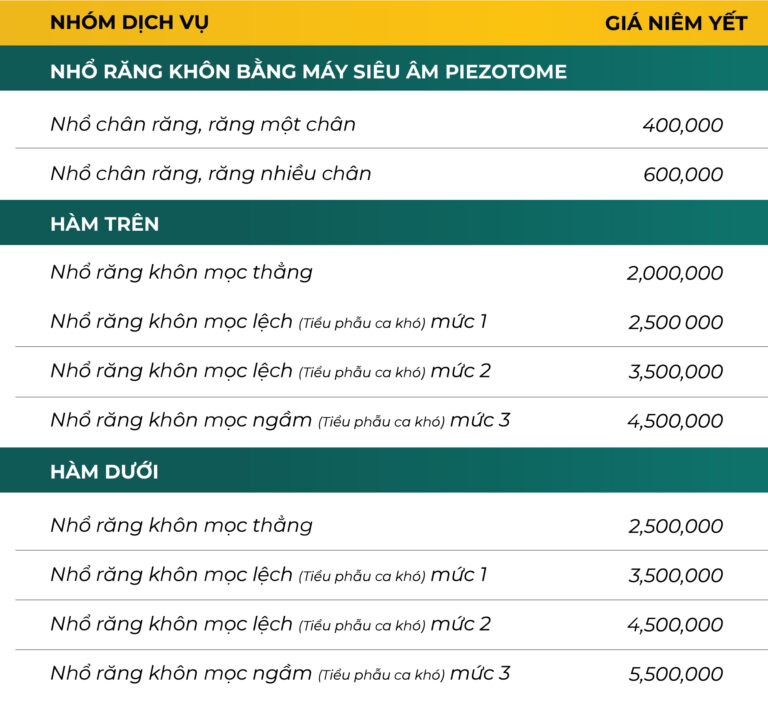 NHÓM DỊCH VỤ GIÁ NIÊM YẾT
NHỔ RĂNG KHÔN BẰNG MÁY SIÊU ÂM PIEZOTOME
Nhổ chân răng, răng một chân 400,000
Nhổ chân răng, răng nhiều chân 600,000
HÀM TRÊN
Nhổ răng khôn mọc thẳng 2,000,000
Nhổ răng khôn mọc lệch (Tiểu phẫu ca khó) mức 1 2,500 000
Nhổ răng khôn mọc lệch (Tiểu phẫu ca khó) mức 2 3,500,000
Nhổ răng khôn mọc ngầm (Tiểu phẫu ca khó) mức 3 4,500,000
HÀM DƯỚI
Nhổ răng khôn mọc thẳng 2,500,000
Nhổ răng khôn mọc lệch (Tiểu phẫu ca khó) mức 1 3,500,000
Nhổ răng khôn mọc lệch (Tiểu phẫu ca khó) mức 2 4,500,000
Nhổ răng khôn mọc ngầm (Tiểu phẫu ca khó) mức 3 5,500,000